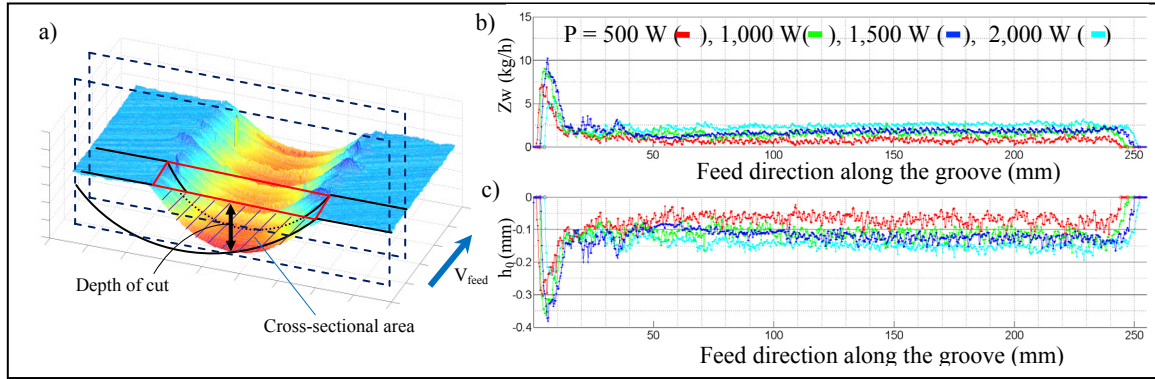 a)
Depth of cut
Cross-sectional area
Vfeed
b)
P = 500 W ( ), 1,000 W( ), 1,500 W ( ), 2,000 W ( )
Zw (kg/h)
15
10
5
0
50
100
150
200
250
Feed direction along the groove (mm)
c)
h0 (mm)
0
-0.1
-0.2
-0.3
-0.4
50
100
150
200
250
Feed direction along the groove (mm)